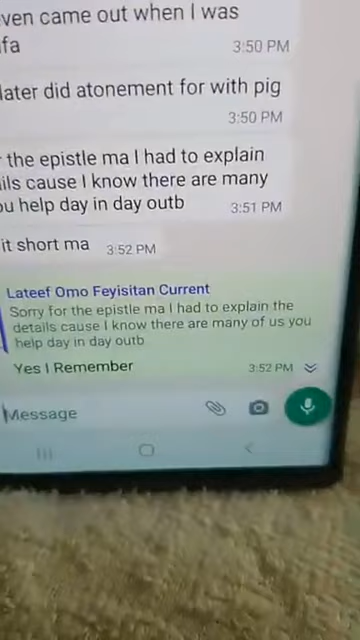 ven came out when I was
fa
3:50 PM
later did atonement for with pig
3:50 PM
the epistle ma I had to explain
ils cause I know there are many
u help day in day outb
3:51 PM
it short ma 3:52 PM
Lateef Omo Feyisitan Current
Sorry for the epistle ma I had to explain the
details cause I know there are many of us you
help day in day outb
Yes I Remember
3:52 PM
Message